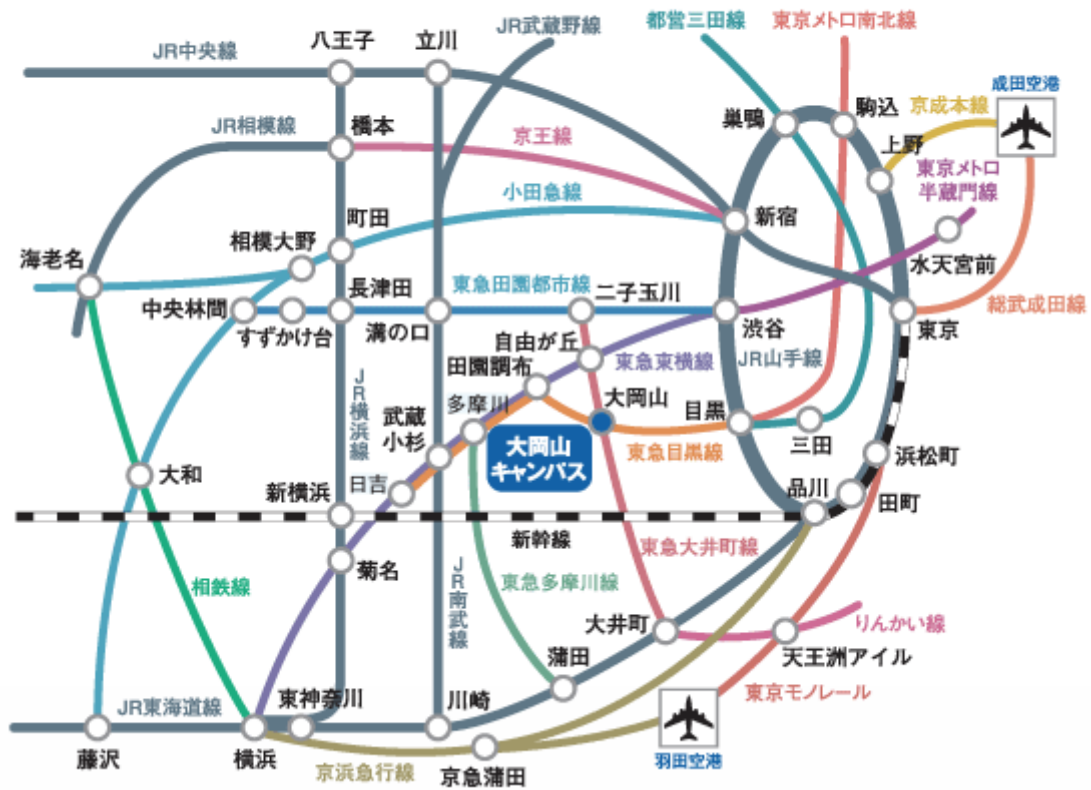 都営三田線
東京メトロ南北線
JR武蔵野線
八王子
立川
JR中央線
成田空港
京成本線
駒込
巣鴨
上野
JR相模線
橋本
京王線
東京メトロ
半蔵門線
小田急線
町田
新宿
相模大野
海老名
水天宮前
中央林間
すずかけ台
長津田
溝の口
東急田園都市線
二子玉川
渋谷
東京
総武成田線
自由が丘
東急東横線
JR山手線
田園調布
JR横浜線
多摩川
大岡山
目黒
武蔵
小杉
大岡山
キャンパス
東急目黒線
三田
浜松町
大和
日吉
新横浜
品川
田町
新幹線
東急大井町線
菊名
JR南武線
東急多摩川線
相鉄線
大井町
りんかい線
天王洲アイル
蒲田
東京モノレール
東神奈川
川崎
JR東海道線
藤沢
横浜
京浜急行線
京急蒲田
羽田空港